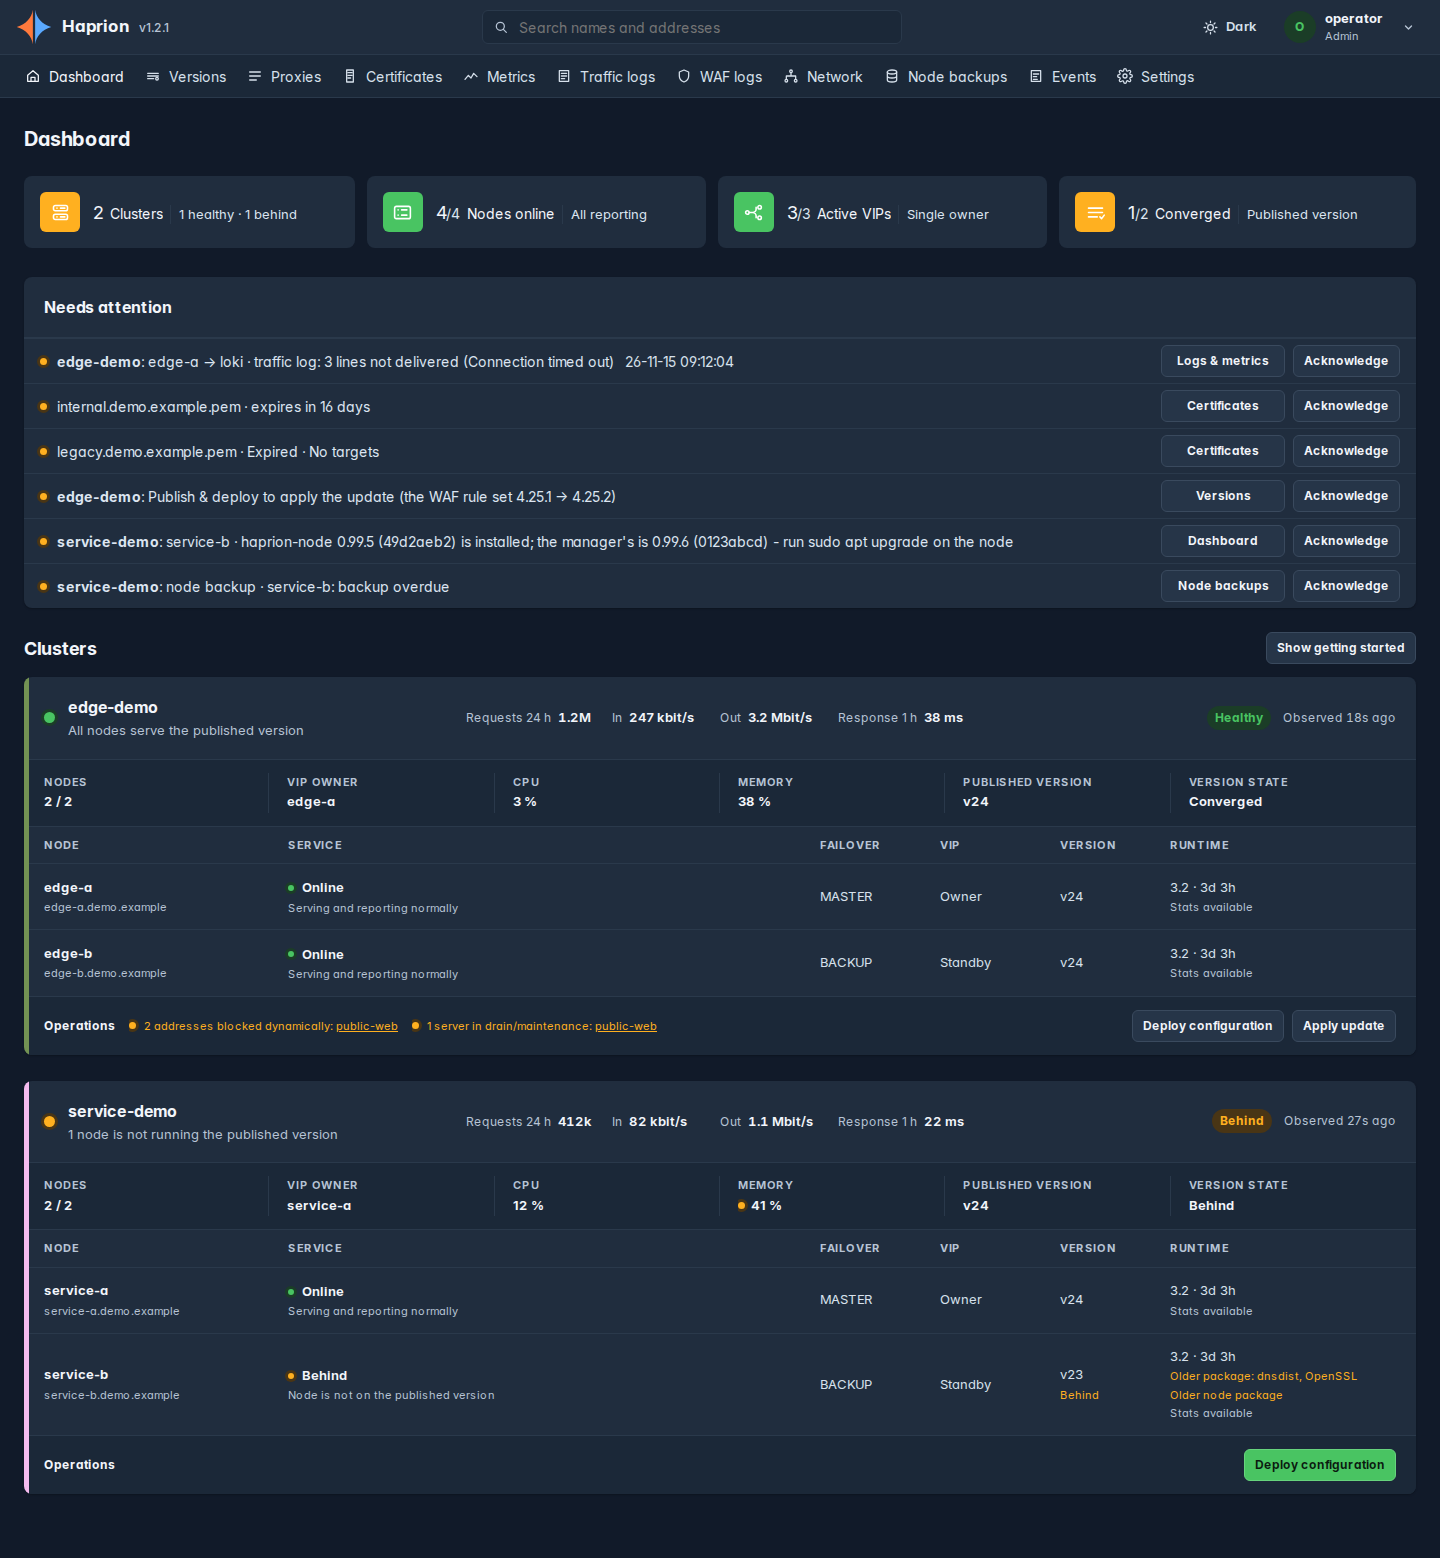 Haprion v1.2.1
Search names and addresses
Dark
O
operator
Admin
Dashboard Versions Proxies Certificates Metrics Traffic logs WAF logs Network Node backups Events Settings
Dashboard
2 Clusters 1 healthy · 1 behind
4/4 Nodes online All reporting
3/3 Active VIPs Single owner
1/2 Converged Published version
Needs attention
edge-demo: edge-a → loki · traffic log: 3 lines not delivered (Connection timed out) 26-11-15 09:12:04 Logs & metrics Acknowledge
internal.demo.example.pem · expires in 16 days Certificates Acknowledge
legacy.demo.example.pem · Expired · No targets Certificates Acknowledge
edge-demo: Publish & deploy to apply the update (the WAF rule set 4.25.1 → 4.25.2) Versions Acknowledge
service-demo: service-b · haprion-node 0.99.5 (49d2aeb2) is installed; the manager's is 0.99.6 (0123abcd) - run sudo apt upgrade on the node Dashboard Acknowledge
service-demo: node backup · service-b: backup overdue Node backups Acknowledge
Clusters Show getting started
edge-demo
All nodes serve the published version
Requests 24 h 1.2M In 247 kbit/s Out 3.2 Mbit/s Response 1 h 38 ms
Healthy Observed 18s ago
NODES VIP OWNER CPU MEMORY PUBLISHED VERSION VERSION STATE
2 / 2 edge-a 3 % 38 % v24 Converged
NODE SERVICE FAILOVER VIP VERSION RUNTIME
edge-a Online MASTER Owner v24 3.2 · 3d 3h
edge-a.demo.example Serving and reporting normally Stats available
edge-b Online BACKUP Standby v24 3.2 · 3d 3h
edge-b.demo.example Serving and reporting normally Stats available
Operations 2 addresses blocked dynamically: public-web 1 server in drain/maintenance: public-web Deploy configuration Apply update
service-demo
1 node is not running the published version
Requests 24 h 412k In 82 kbit/s Out 1.1 Mbit/s Response 1 h 22 ms
Behind Observed 27s ago
NODES VIP OWNER CPU MEMORY PUBLISHED VERSION VERSION STATE
2 / 2 service-a 12 % 41 % v24 Behind
NODE SERVICE FAILOVER VIP VERSION RUNTIME
service-a Online MASTER Owner v24 3.2 · 3d 3h
service-a.demo.example Serving and reporting normally Stats available
service-b Behind BACKUP Standby v23 3.2 · 3d 3h
service-b.demo.example Node is not on the published version Behind Older package: dnsdist, OpenSSL
Older node package
Stats available
Operations Deploy configuration